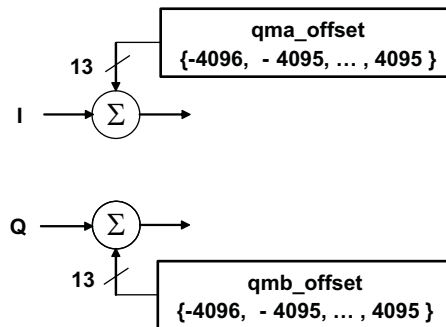 qma_offset
{-4096, - 4095, … , 4095 }
13
I
Σ
Q
Σ
13
qmb_offset
{-4096, - 4095, … , 4095 }